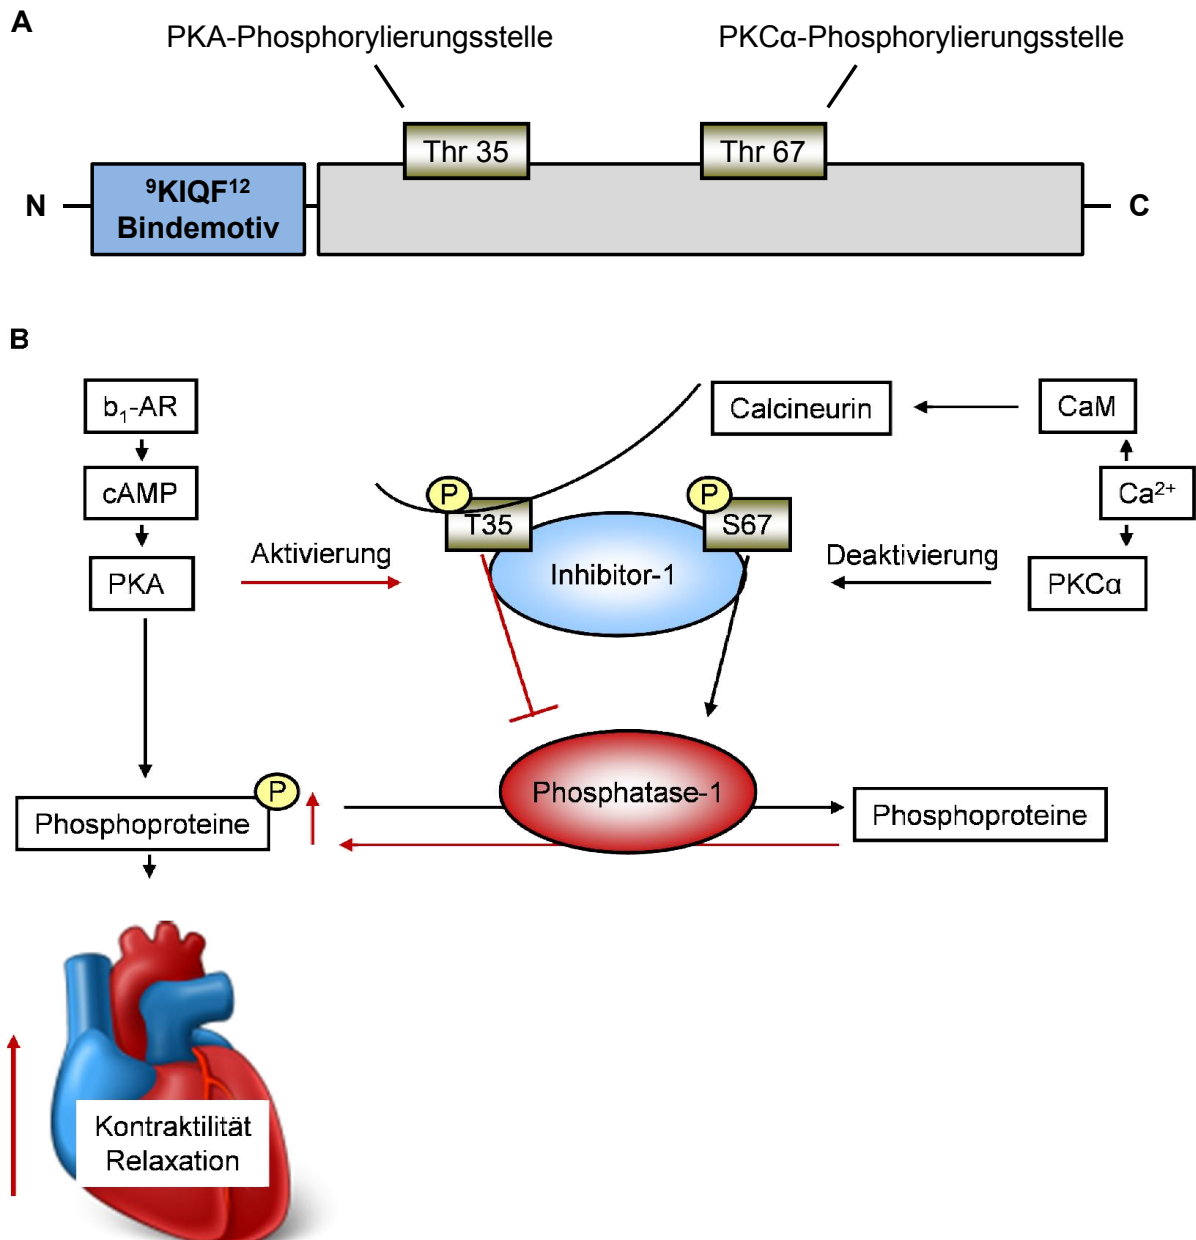 A
PKA-Phosphorylierungsstelle
PKCα-Phosphorylierungsstelle
Thr 35
Thr 67
N
⁹KIQF¹²
Bindemotiv
C
B
b₁-AR
Calcineurin
CaM
cAMP
P
P
Ca²⁺
T35
S67
Aktivierung
Inhibitor-1
Deaktivierung
PKA
PKCα
P
Phosphatase-1
Phosphoproteine
Phosphoproteine
Kontraktilität
Relaxation